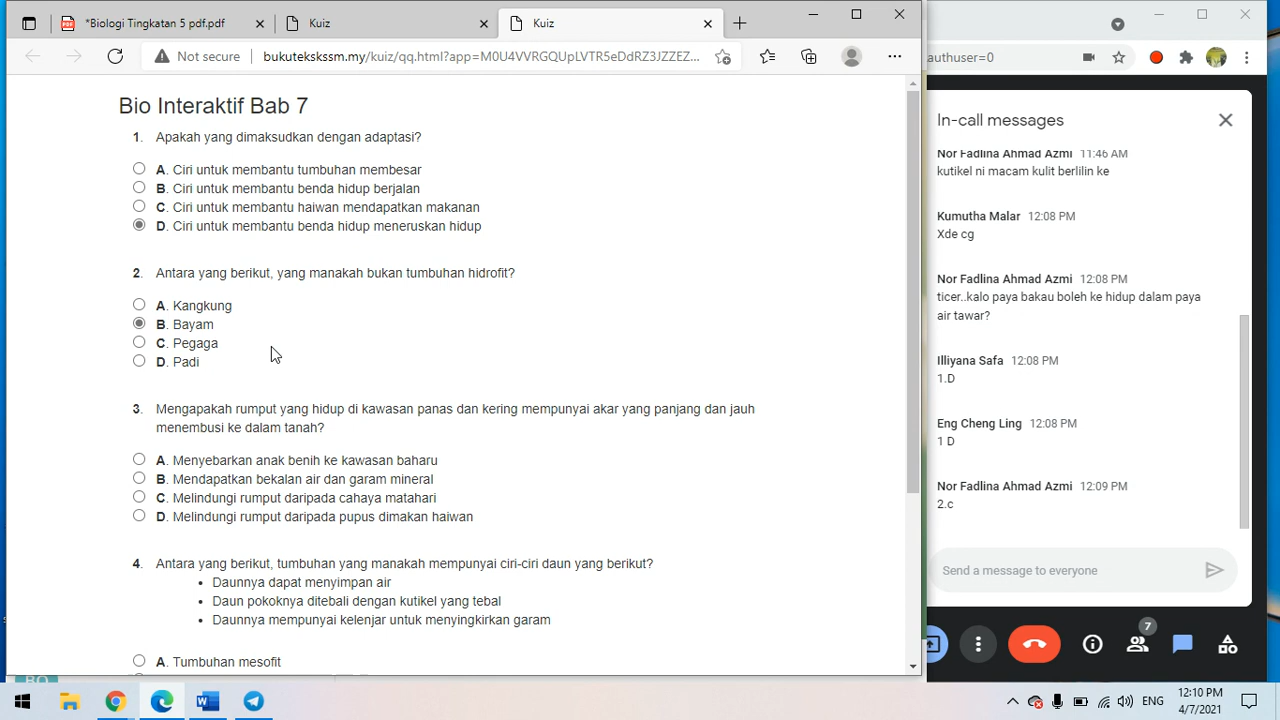 *Biologi Tingkatan 5 pdf.pdf
Kuiz
Kuiz
Not secure
bukutekskssm.my/kuiz/qq.html?app=M0U4VVRGQUpLVTR5eDdRZ3JZZEZ...
authuser=0
Bio Interaktif Bab 7
1. Apakah yang dimaksudkan dengan adaptasi?
A. Ciri untuk membantu tumbuhan membesar
B. Ciri untuk membantu benda hidup berjalan
C. Ciri untuk membantu haiwan mendapatkan makanan
D. Ciri untuk membantu benda hidup meneruskan hidup
2. Antara yang berikut, yang manakah bukan tumbuhan hidrofit?
A. Kangkung
B. Bayam
C. Pegaga
D. Padi
3. Mengapakah rumput yang hidup di kawasan panas dan kering mempunyai akar yang panjang dan jauh
menembusi ke dalam tanah?
A. Menyebarkan anak benih ke kawasan baharu
B. Mendapatkan bekalan air dan garam mineral
C. Melindungi rumput daripada cahaya matahari
D. Melindungi rumput daripada pupus dimakan haiwan
4. Antara yang berikut, tumbuhan yang manakah mempunyai ciri-ciri daun yang berikut?
• Daunnya dapat menyimpan air
• Daun pokoknya ditebali dengan kutikel yang tebal
• Daunnya mempunyai kelenjar untuk menyingkirkan garam
A. Tumbuhan mesofit
In-call messages
Nor Fadlina Ahmad Azmi 11:46 AM
kutikel ni macam kulit berlilin ke
Kumutha Malar 12:08 PM
Xde cg
Nor Fadlina Ahmad Azmi 12:08 PM
ticer..kalo paya bakau boleh ke hidup dalam paya
air tawar?
Illiyana Safa 12:08 PM
1.D
Eng Cheng Ling 12:08 PM
1 D
Nor Fadlina Ahmad Azmi 12:09 PM
2.c
Send a message to everyone
7
BO
ENG
12:10 PM
4/7/2021